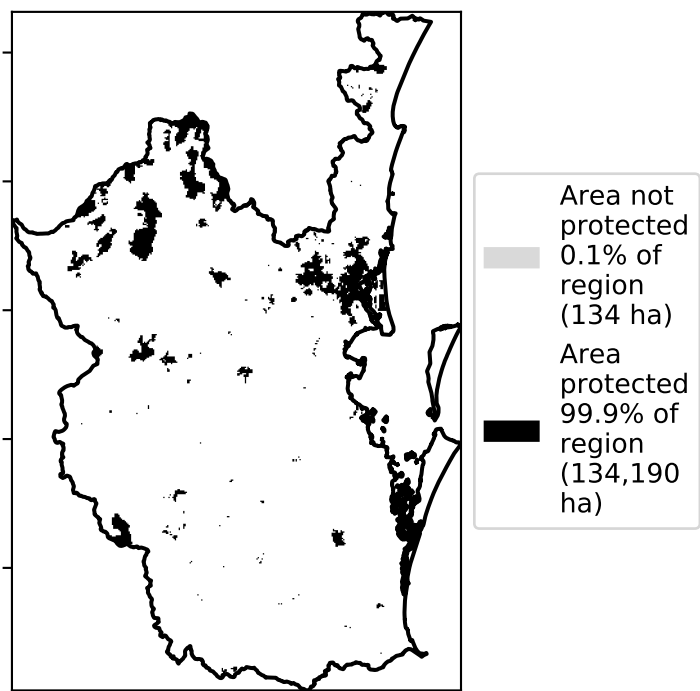 Area not
protected
0.1% of
region
(134 ha)
Area
protected
99.9% of
region
(134,190
ha)